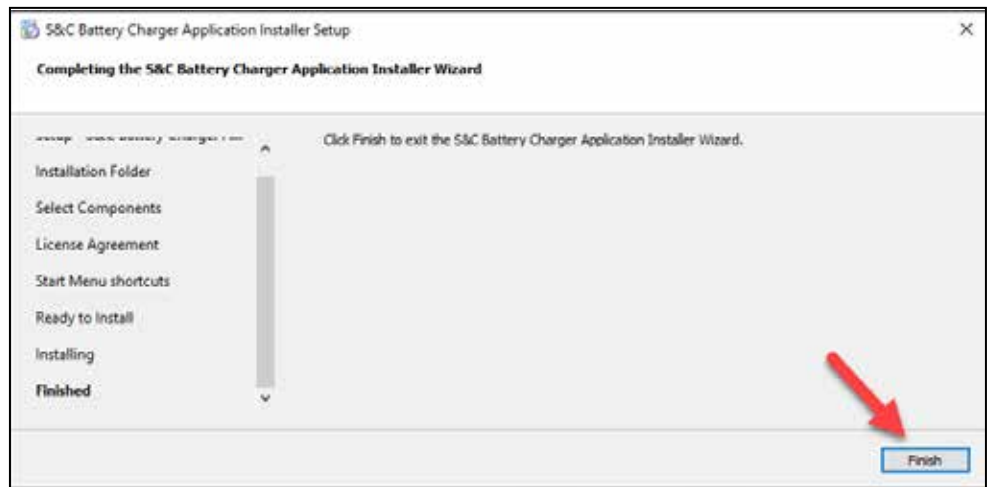 S&C Battery Charger Application Installer Setup
Completing the S&C Battery Charger Application Installer Wizard
Click Finish to exit the S&C Battery Charger Application Installer Wizard.
Installation Folder
Select Components
License Agreement
Start Menu shortcuts
Ready to Install
Installing
Finished
Finish